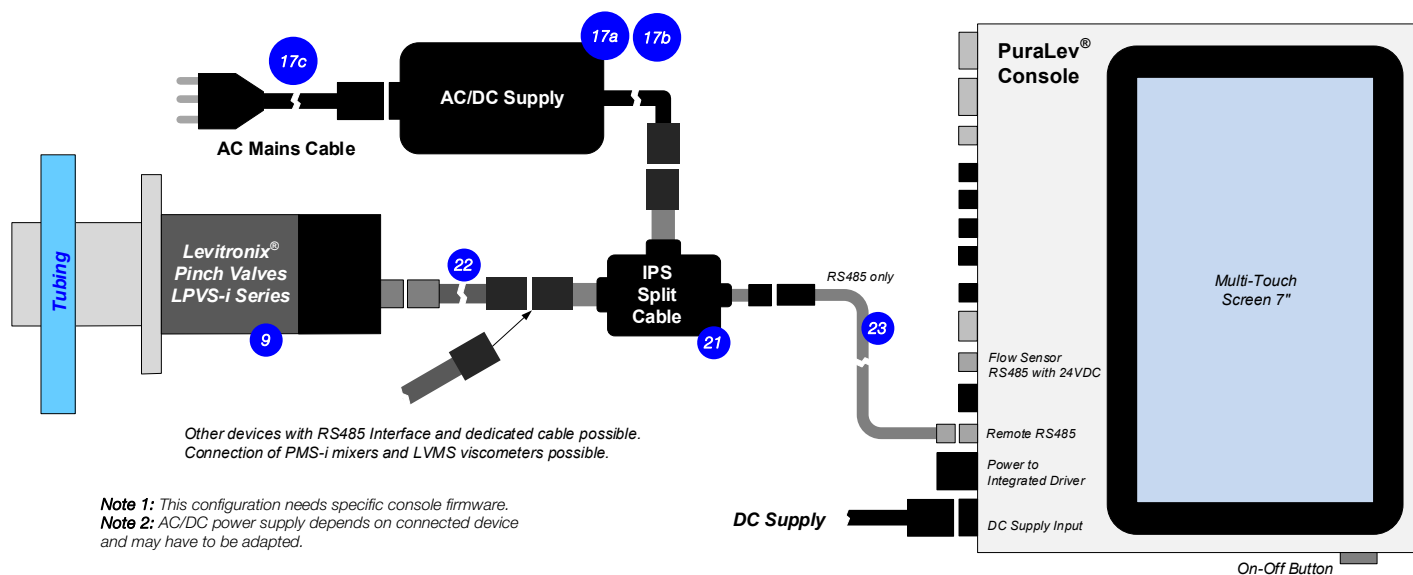 17a
17b
17c
AC/DC Supply
AC Mains Cable
PuraLev®
Console
Multi-Touch
Screen 7"
Tubing
Levitronix®
Pinch Valves
LPVS-i Series
9
22
IPS
Split
Cable
21
RS485 only
23
Flow Sensor
RS485 with 24VDC
Remote RS485
Power to
Integrated Driver
DC Supply Input
DC Supply
On-Off Button
Other devices with RS485 Interface and dedicated cable possible.
Connection of PMS-i mixers and LVMS viscometers possible.
Note 1: This configuration needs specific console firmware.
Note 2: AC/DC power supply depends on connected device
and may have to be adapted.